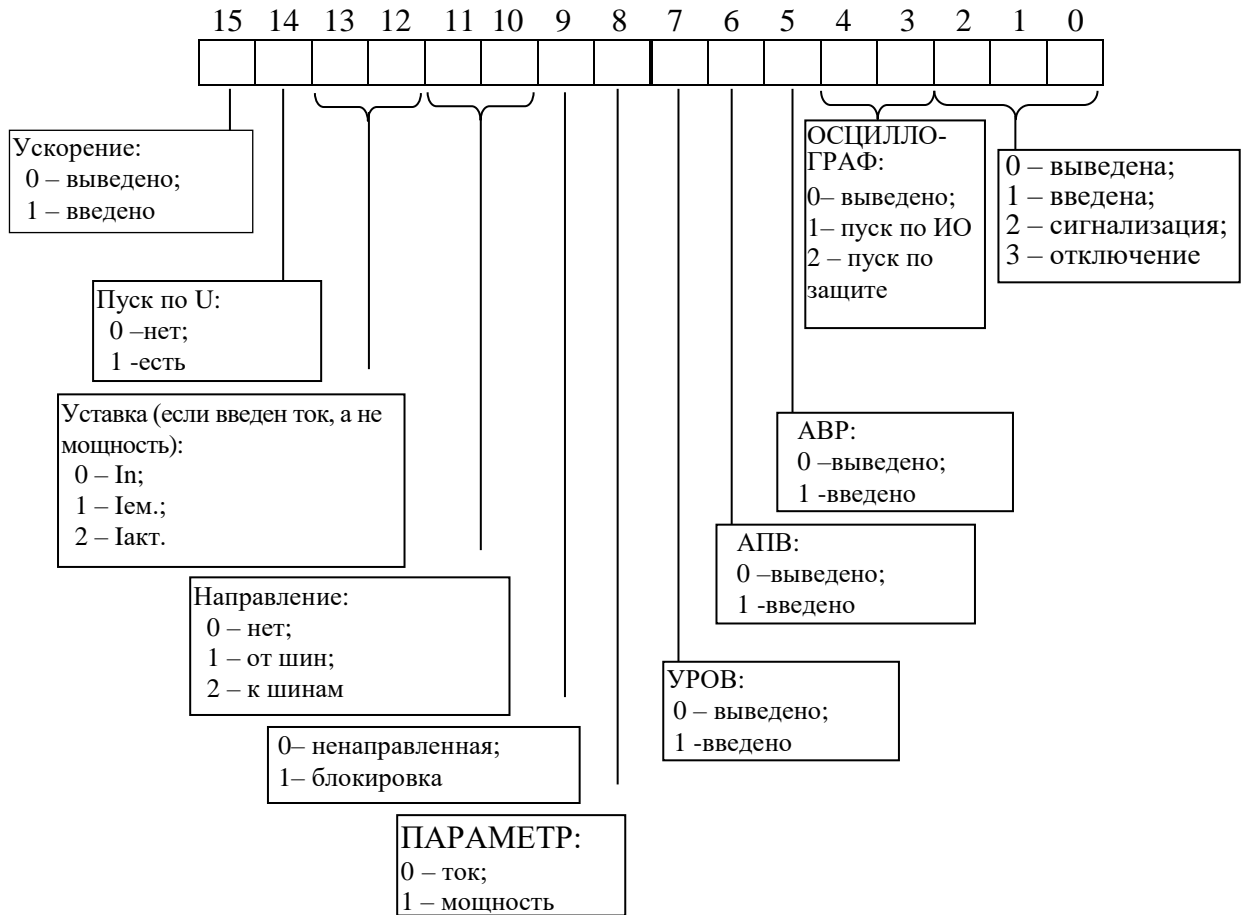 15 14 13 12 11 10 9 8 7 6 5 4 3 2 1 0
Ускорение:
0 – выведено;
1 – введено
Пуск по U:
0 –нет;
1 -есть
Уставка (если введен ток, а не
мощность):
0 – In;
1 – Iем.;
2 – Iакт.
Направление:
0 – нет;
1 – от шин;
2 – к шинам
0– ненаправленная;
1– блокировка
ПАРАМЕТР:
0 – ток;
1 – мощность
УРОВ:
0 – выведено;
1 -введено
АПВ:
0 –выведено;
1 -введено
АВР:
0 –выведено;
1 -введено
ОСЦИЛЛО-
ГРАФ:
0– выведено;
1– пуск по ИО
2 – пуск по
защите
0 – выведена;
1 – введена;
2 – сигнализация;
3 – отключение